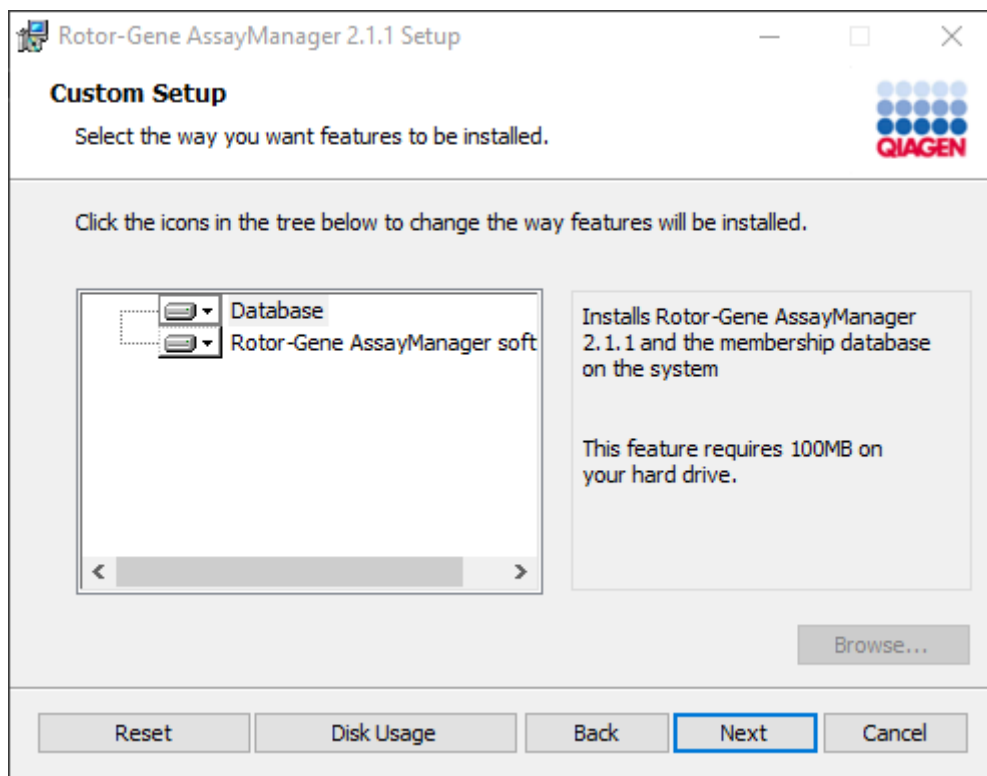 Rotor-Gene AssayManager 2.1.1 Setup
Custom Setup
Select the way you want features to be installed.
QIAGEN
Click the icons in the tree below to change the way features will be installed.
Database
Rotor-Gene AssayManager soft
Installs Rotor-Gene AssayManager
2.1.1 and the membership database
on the system
This feature requires 100MB on
your hard drive.
Browse...
Reset
Disk Usage
Back
Next
Cancel